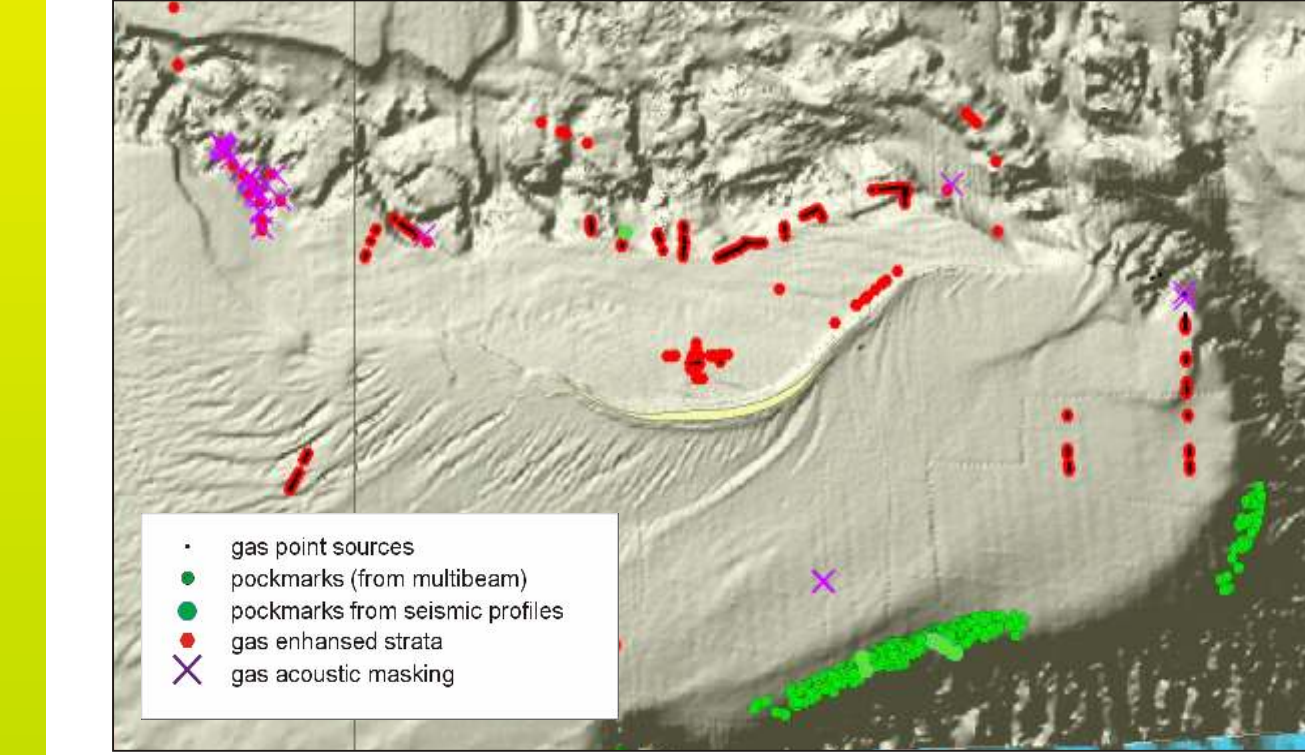 gas point sources
pockmarks (from multibeam)
pockmarks from seismic profiles
gas enhansed strata
gas acoustic masking